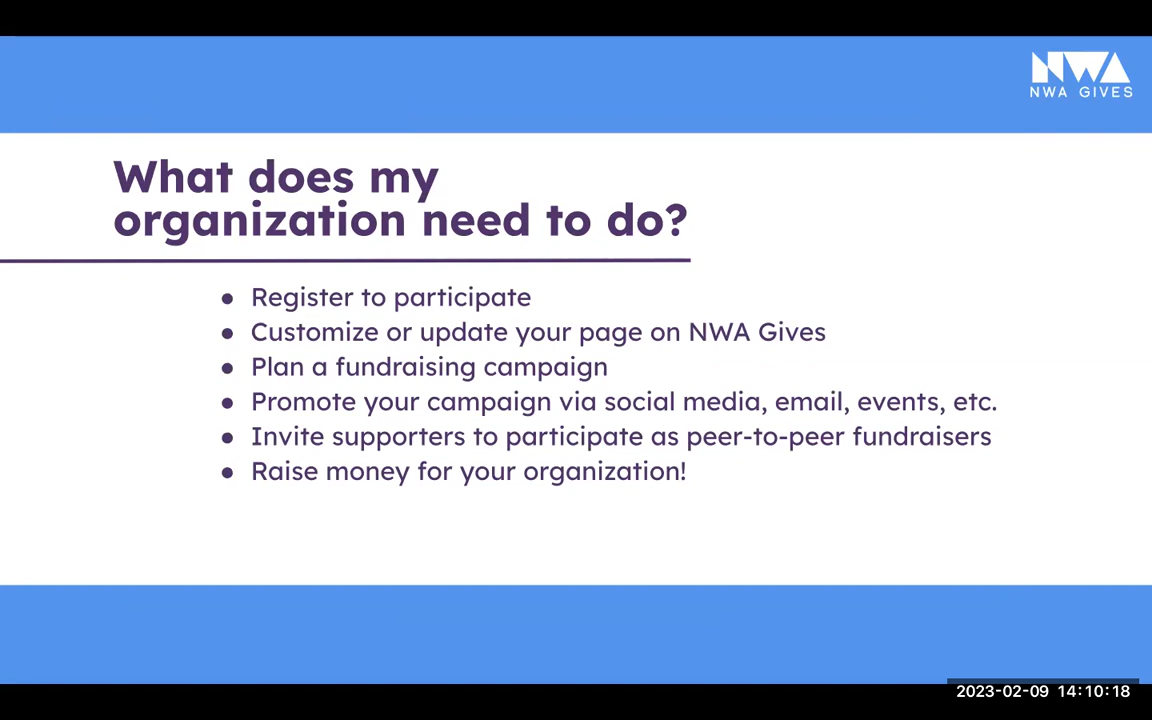 NWA
NWA GIVES
What does my
organization need to do?
● Register to participate
● Customize or update your page on NWA Gives
● Plan a fundraising campaign
● Promote your campaign via social media, email, events, etc.
● Invite supporters to participate as peer-to-peer fundraisers
● Raise money for your organization!
2023-02-09 14:10:18